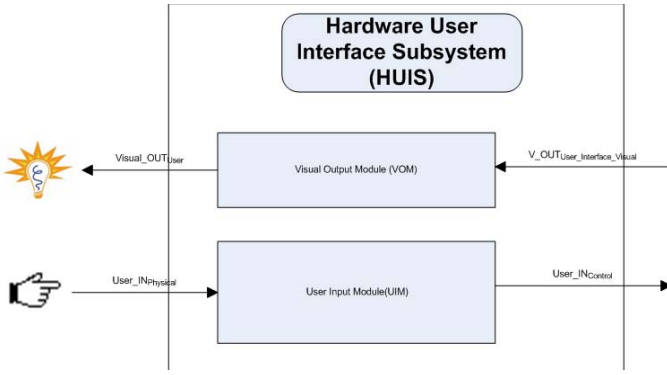 Hardware User
Interface Subsystem
(HUIS)
Visual_OUTUser
V_OUTUser_Interface_Visual
Visual Output Module (VOM)
User_INPhysical
User_INControl
User Input Module(UIM)